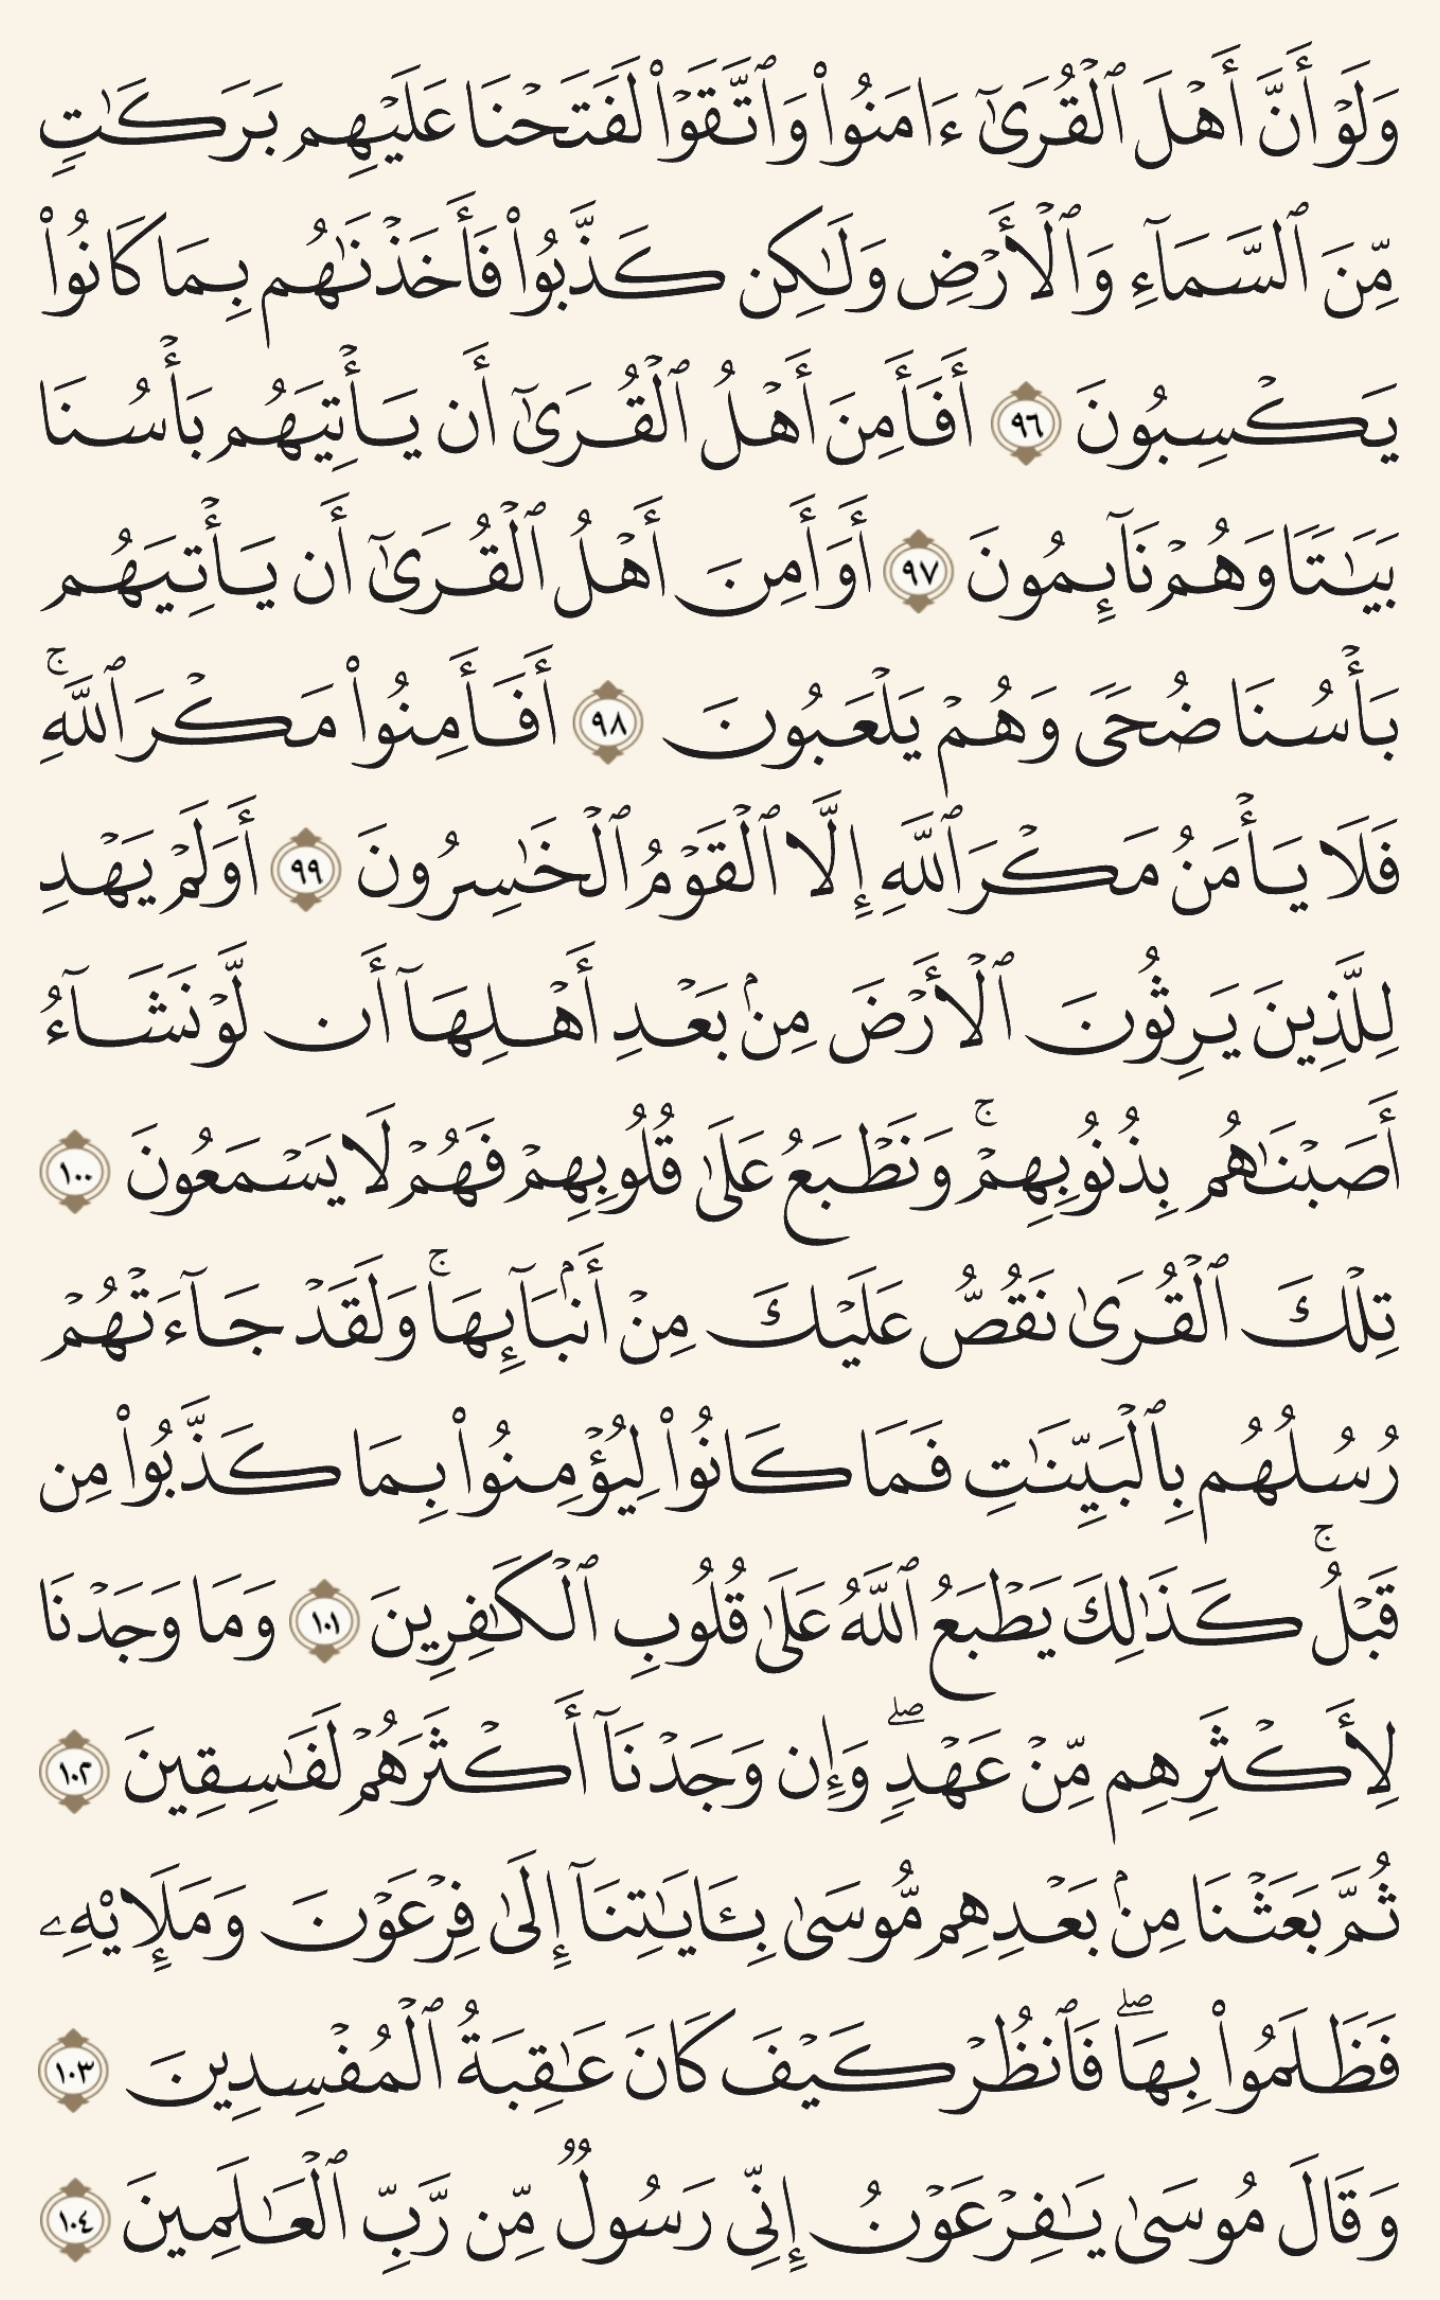 وَلَوۡ أَنَّ أَهۡلَ ٱلۡقُرَىٰٓ ءَامَنُواْ وَٱتَّقَوۡاْ لَفَتَحۡنَا عَلَيۡهِم بَرَكَٰتٖ
مِّنَ ٱلسَّمَآءِ وَٱلۡأَرۡضِ وَلَٰكِن كَذَّبُواْ فَأَخَذۡنَٰهُم بِمَا كَانُواْ
يَكۡسِبُونَ ٩٦ أَفَأَمِنَ أَهۡلُ ٱلۡقُرَىٰٓ أَن يَأۡتِيَهُم بَأۡسُنَا
بَيَٰتٗا وَهُمۡ نَآئِمُونَ ٩٧ أَوَأَمِنَ أَهۡلُ ٱلۡقُرَىٰٓ أَن يَأۡتِيَهُم
بَأۡسُنَا ضُحٗى وَهُمۡ يَلۡعَبُونَ ٩٨ أَفَأَمِنُواْ مَكۡرَ ٱللَّهِۚ
فَلَا يَأۡمَنُ مَكۡرَ ٱللَّهِ إِلَّا ٱلۡقَوۡمُ ٱلۡخَٰسِرُونَ ٩٩ أَوَلَمۡ يَهۡدِ
لِلَّذِينَ يَرِثُونَ ٱلۡأَرۡضَ مِنۢ بَعۡدِ أَهۡلِهَآ أَن لَّوۡ نَشَآءُ
أَصَبۡنَٰهُم بِذُنُوبِهِمۡۚ وَنَطۡبَعُ عَلَىٰ قُلُوبِهِمۡ فَهُمۡ لَا يَسۡمَعُونَ ١٠٠
تِلۡكَ ٱلۡقُرَىٰ نَقُصُّ عَلَيۡكَ مِنۡ أَنۢبَآئِهَاۚ وَلَقَدۡ جَآءَتۡهُمۡ
رُسُلُهُم بِٱلۡبَيِّنَٰتِ فَمَا كَانُواْ لِيُؤۡمِنُواْ بِمَا كَذَّبُواْ مِن
قَبۡلُۚ كَذَٰلِكَ يَطۡبَعُ ٱللَّهُ عَلَىٰ قُلُوبِ ٱلۡكَٰفِرِينَ ١٠١ وَمَا وَجَدۡنَا
لِأَكۡثَرِهِم مِّنۡ عَهۡدٖۖ وَإِن وَجَدۡنَآ أَكۡثَرَهُمۡ لَفَٰسِقِينَ ١٠٢
ثُمَّ بَعَثۡنَا مِنۢ بَعۡدِهِم مُّوسَىٰ بِـَٔايَٰتِنَآ إِلَىٰ فِرۡعَوۡنَ وَمَلَإِيْهِۦ
فَظَلَمُواْ بِهَاۖ فَٱنظُرۡ كَيۡفَ كَانَ عَٰقِبَةُ ٱلۡمُفۡسِدِينَ ١٠٣
وَقَالَ مُوسَىٰ يَٰفِرۡعَوۡنُ إِنِّي رَسُولٞ مِّن رَّبِّ ٱلۡعَٰلَمِينَ ١٠٤